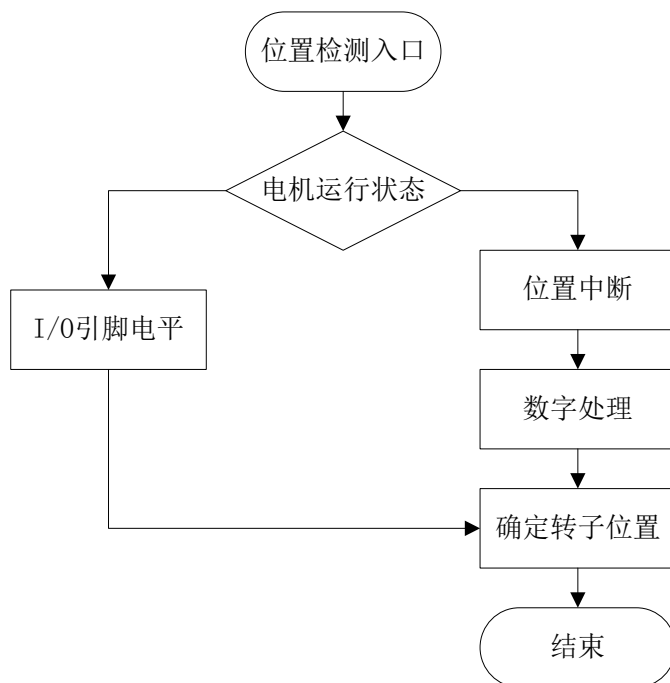 位置检测入口
电机运行状态
位置中断
I/O引脚电平
数字处理
确定转子位置
结束